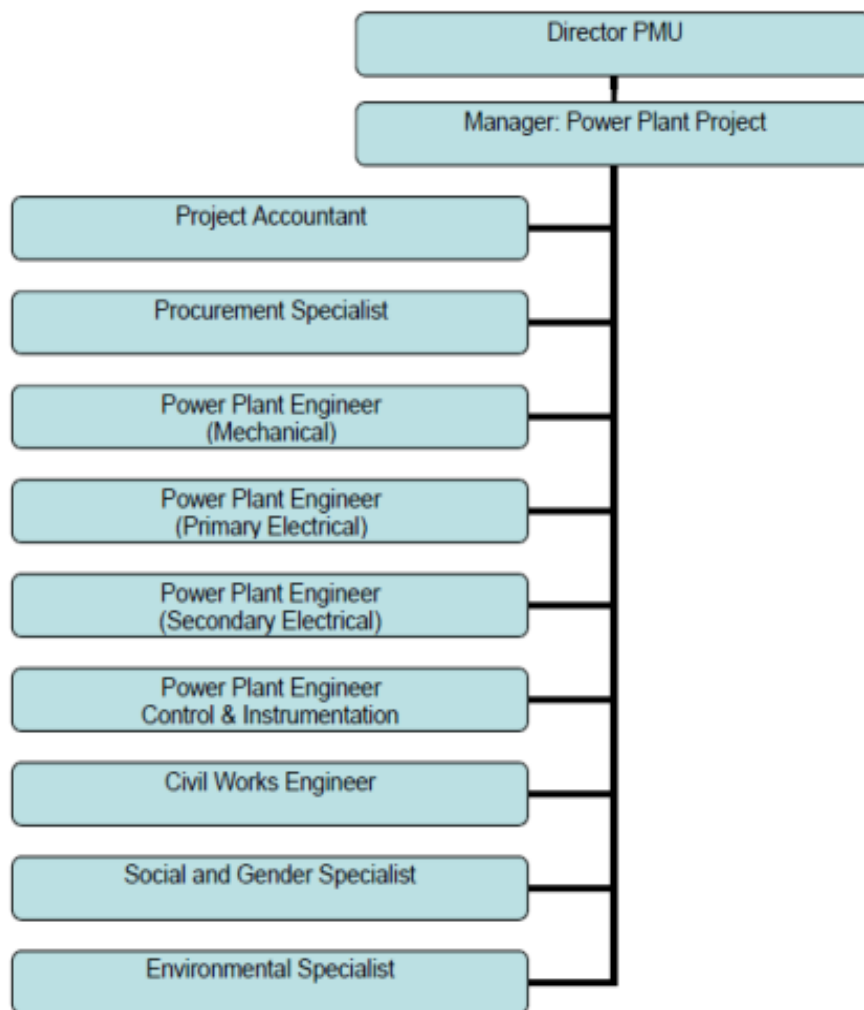 Director PMU
Manager: Power Plant Project
Project Accountant
Procurement Specialist
Power Plant Engineer
(Mechanical)
Power Plant Engineer
(Primary Electrical)
Power Plant Engineer
(Secondary Electrical)
Power Plant Engineer
Control & Instrumentation
Civil Works Engineer
Social and Gender Specialist
Environmental Specialist